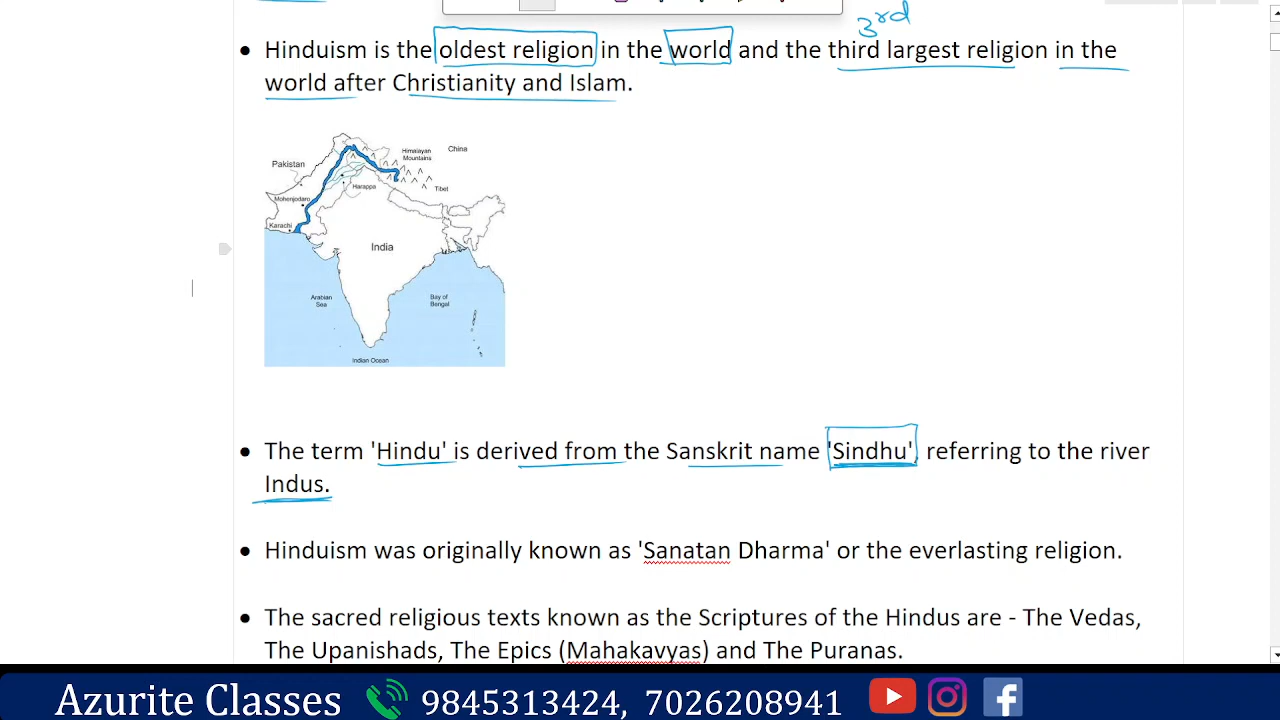 3rd
Hinduism is the oldest religion in the world and the third largest religion in the
world after Christianity and Islam.
Himalayan
Mountains
China
Pakistan
Tibet
Harappa
Mohenjodaro
Karachi
India
Arabian
Sea
Bay of
Bengal
Indian Ocean
The term 'Hindu' is derived from the Sanskrit name 'Sindhu', referring to the river
Indus.
Hinduism was originally known as 'Sanatan Dharma' or the everlasting religion.
The sacred religious texts known as the Scriptures of the Hindus are - The Vedas,
The Upanishads, The Epics (Mahakavyas) and The Puranas.
Azurite Classes 9845313424, 7026208941